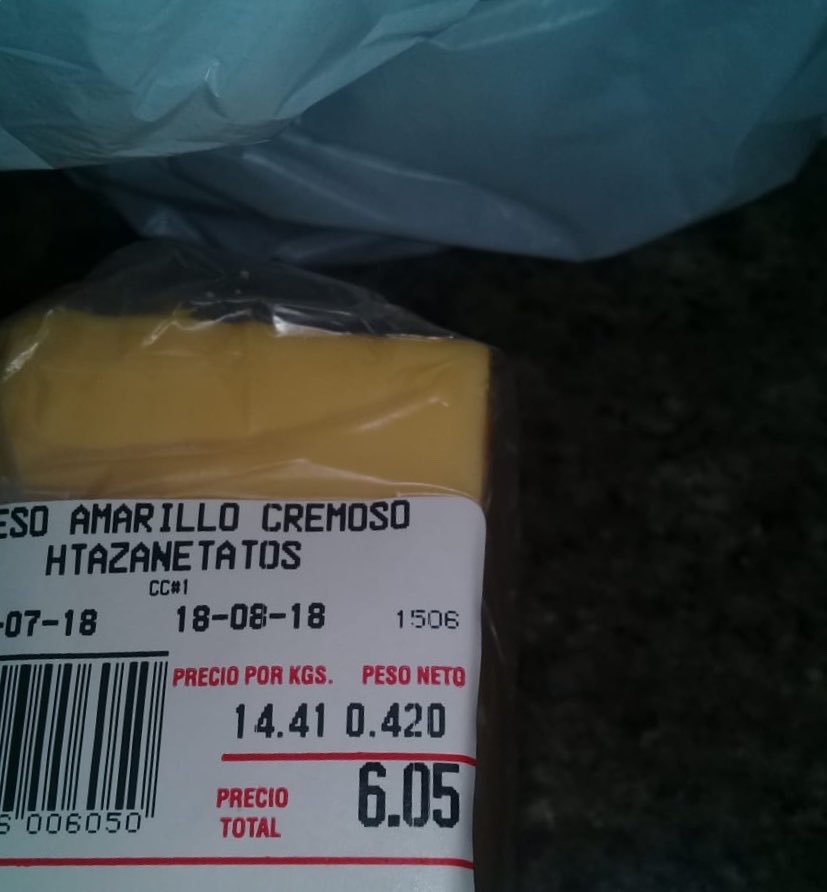 ESO AMARILLO CREMOSO
HTAZANETATOS
CC#1
-07-18 18-08-18 1506
PRECIO POR KGS. PESO NETO
14.41 0.420
PRECIO TOTAL 6.05
6 006050